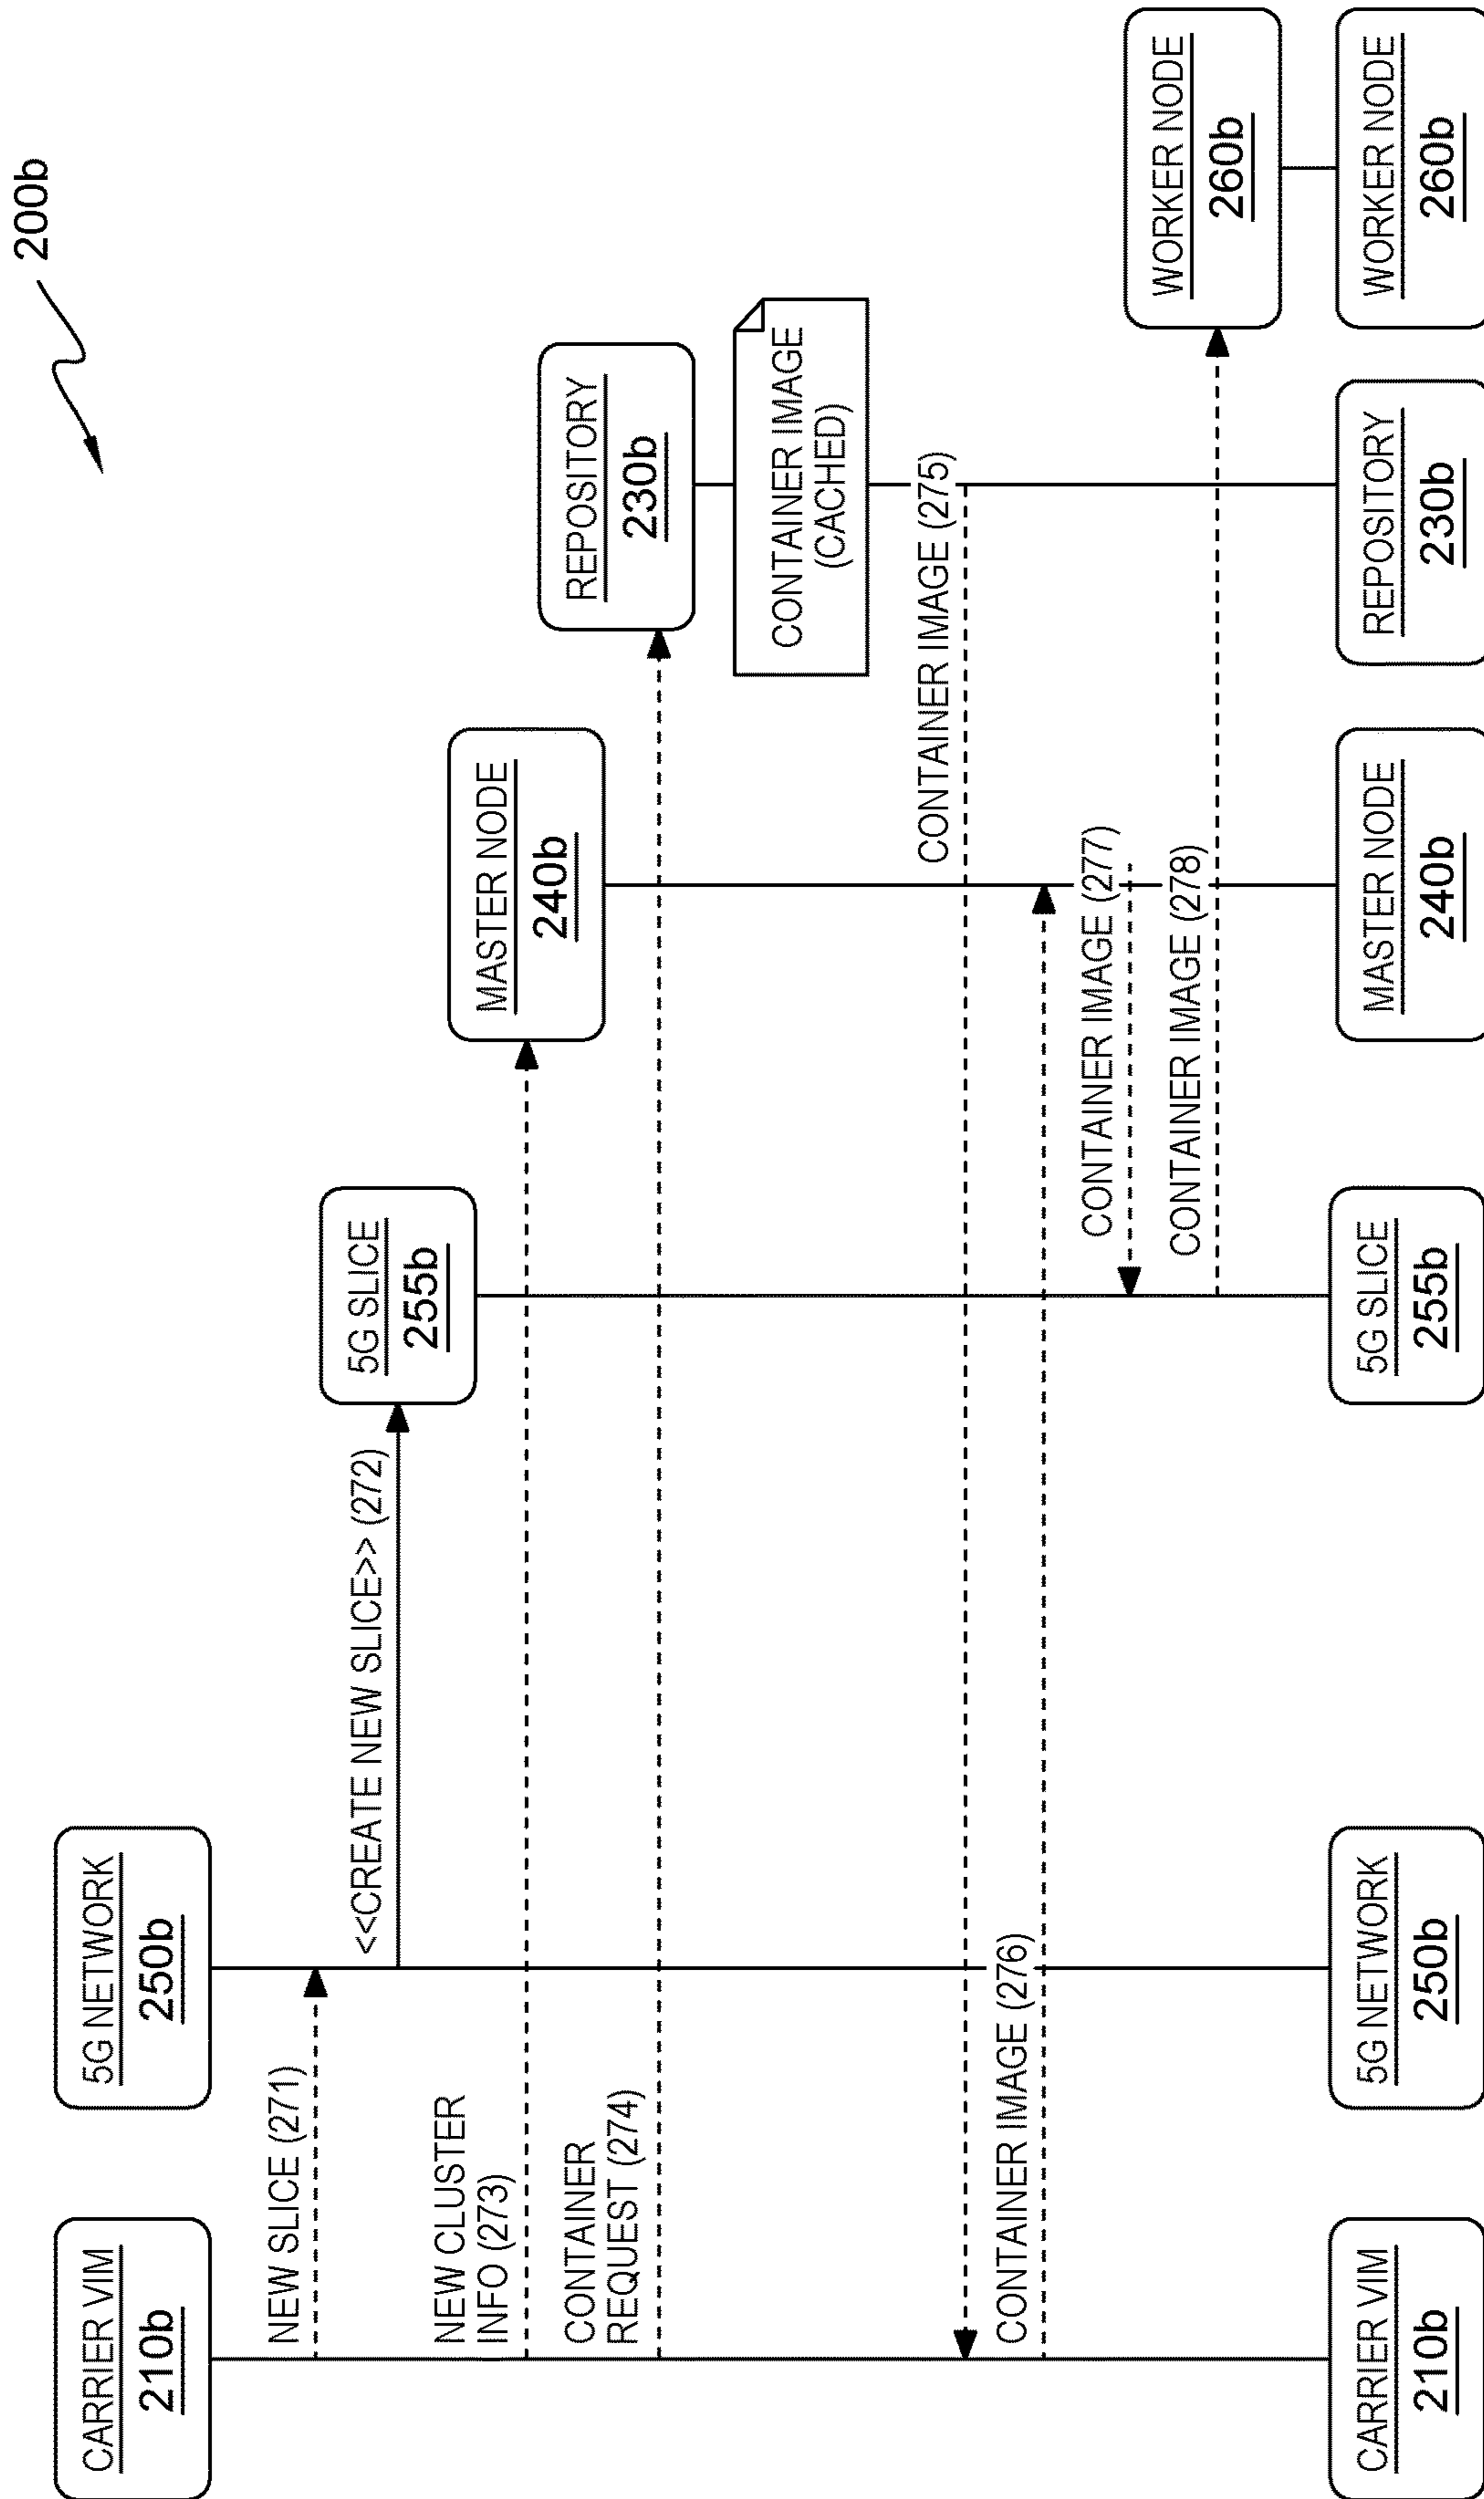 200b
CARRIER VIM
210b
5G NETWORK
250b
NEW SLICE (271)
<<CREATE NEW SLICE>> (272)
5G SLICE
255b
NEW CLUSTER
INFO (273)
MASTER NODE
240b
CONTAINER
REQUEST (274)
REPOSITORY
230b
CONTAINER IMAGE
(CACHED)
CONTAINER IMAGE (275)
CONTAINER IMAGE (276)
CONTAINER IMAGE (277)
CONTAINER IMAGE (278)
WORKER NODE
260b
CARRIER VIM
210b
5G NETWORK
250b
5G SLICE
255b
MASTER NODE
240b
REPOSITORY
230b
WORKER NODE
260b